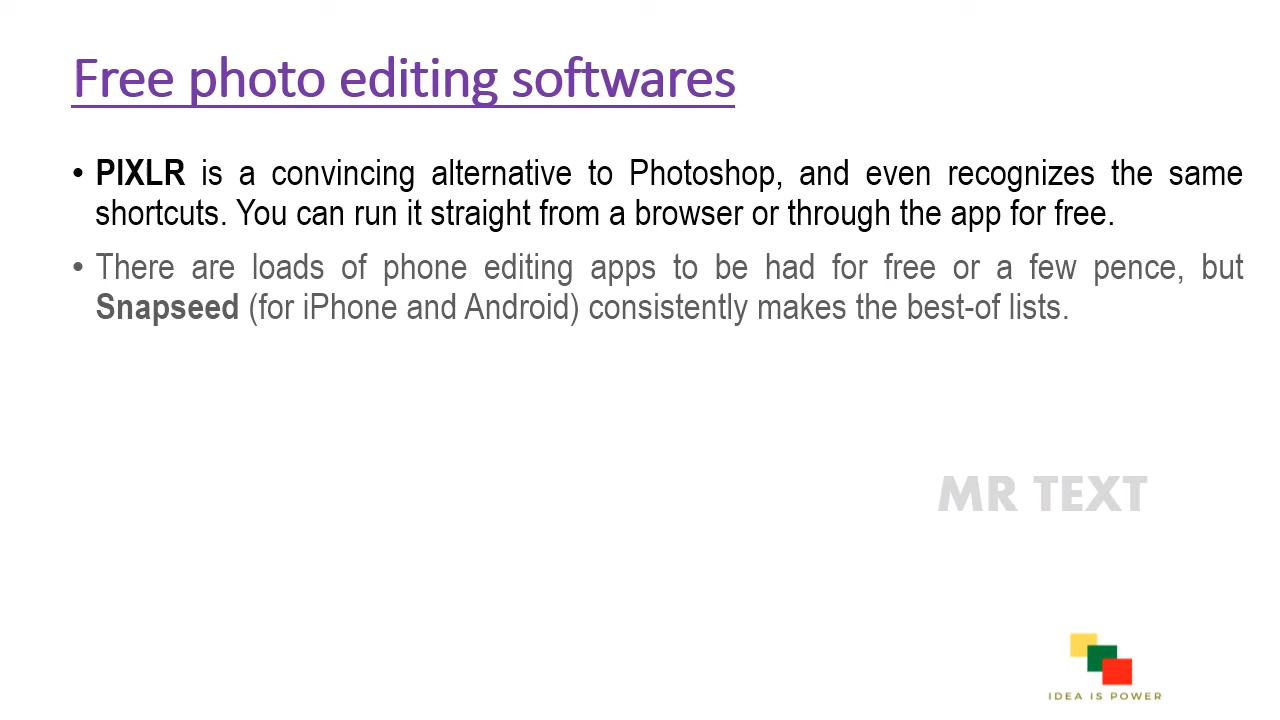 Free photo editing softwares
• PIXLR is a convincing alternative to Photoshop, and even recognizes the same
shortcuts. You can run it straight from a browser or through the app for free.
• There are loads of phone editing apps to be had for free or a few pence, but
Snapseed (for iPhone and Android) consistently makes the best-of lists.
MR TEXT
IDEA IS POWER